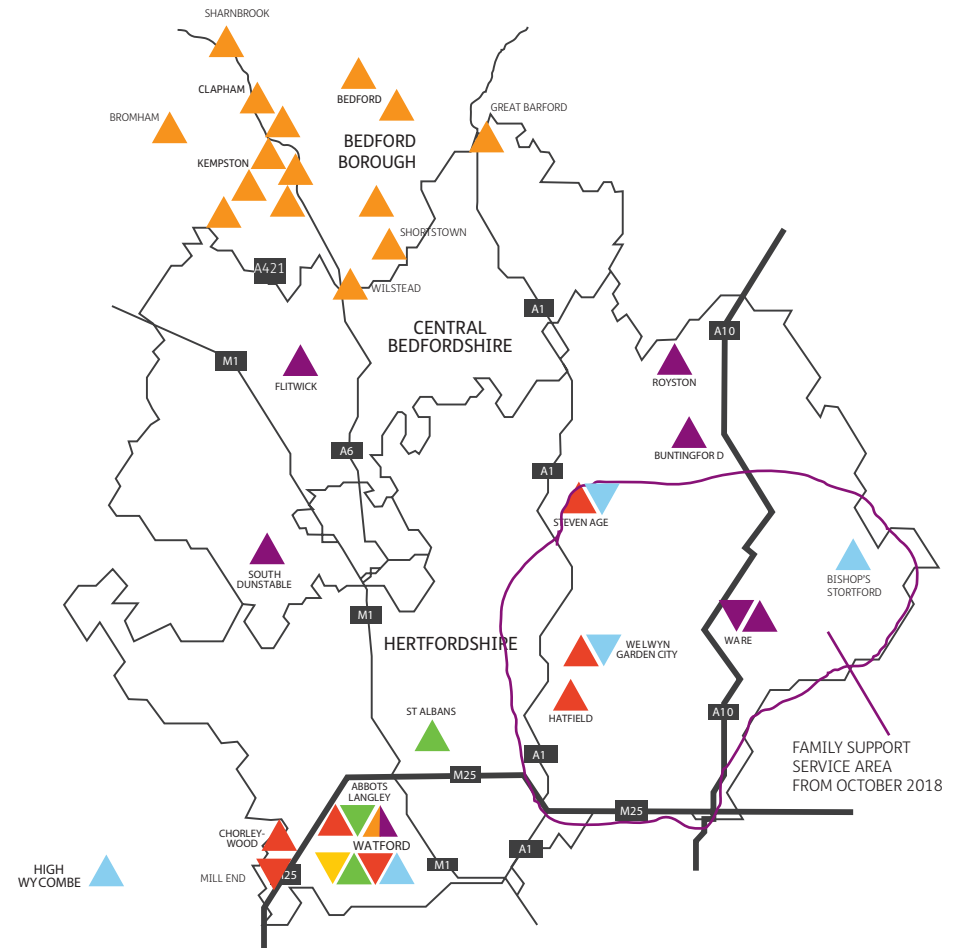 SHARNBROOK
CLAPHAM
BEDFORD
GREAT BARFORD
BROMHAM
BEDFORD
BOROUGH
KEMPSTON
SHORTSTOWN
A421
WILSTEAD
A1
CENTRAL
BEDFORDSHIRE
A10
M1
FLITWICK
ROYSTON
A6
BUNTINGFOR D
A1
STEVEN AGE
SOUTH
DUNSTABLE
BISHOP'S
STORTFORD
M1
WARE
HERTFORDSHIRE
WELWYN
GARDEN CITY
HATFIELD
ST ALBANS
A10
A1
FAMILY SUPPORT
SERVICE AREA
FROM OCTOBER 2018
M25
ABBOTS
LANGLEY
M25
CHORLEY-
WOOD
WATFORD
A1
M1
HIGH
WYCOMBE
MILL END
25